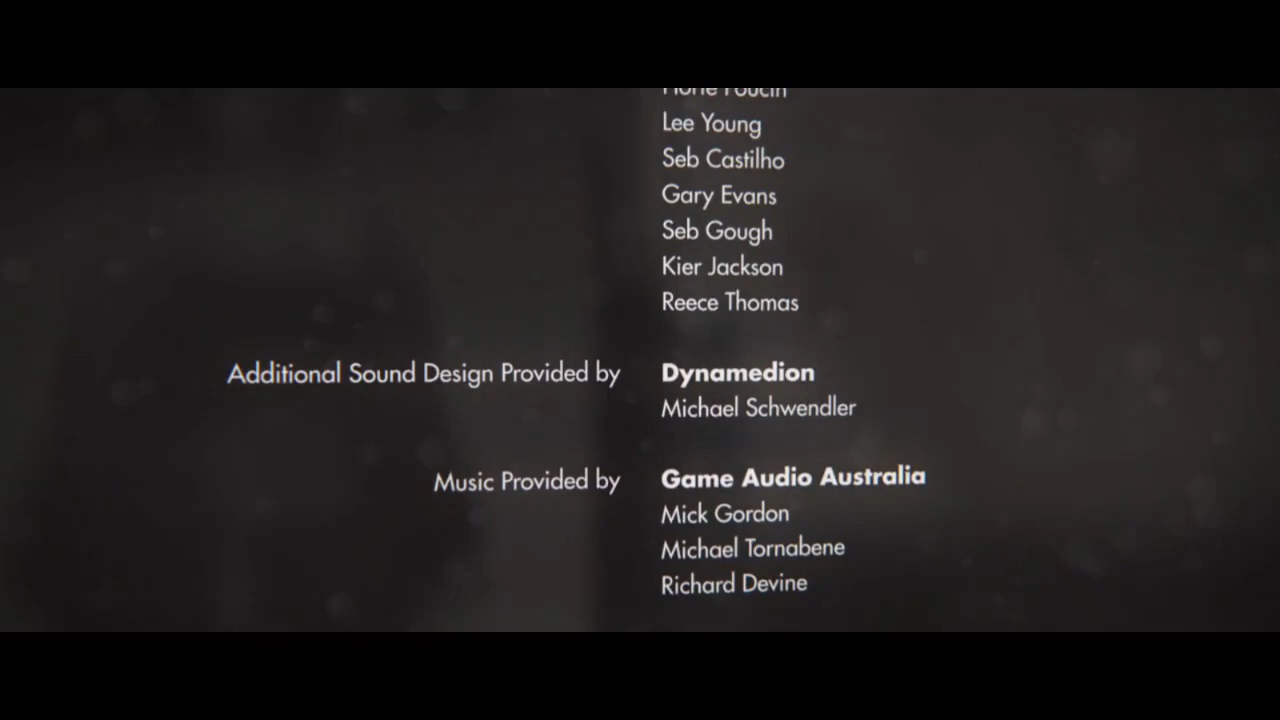 Lee Young
Seb Castilho
Gary Evans
Seb Gough
Kier Jackson
Reece Thomas
Additional Sound Design Provided by Dynamedion
Michael Schwendler
Music Provided by Game Audio Australia
Mick Gordon
Michael Tornabene
Richard Devine